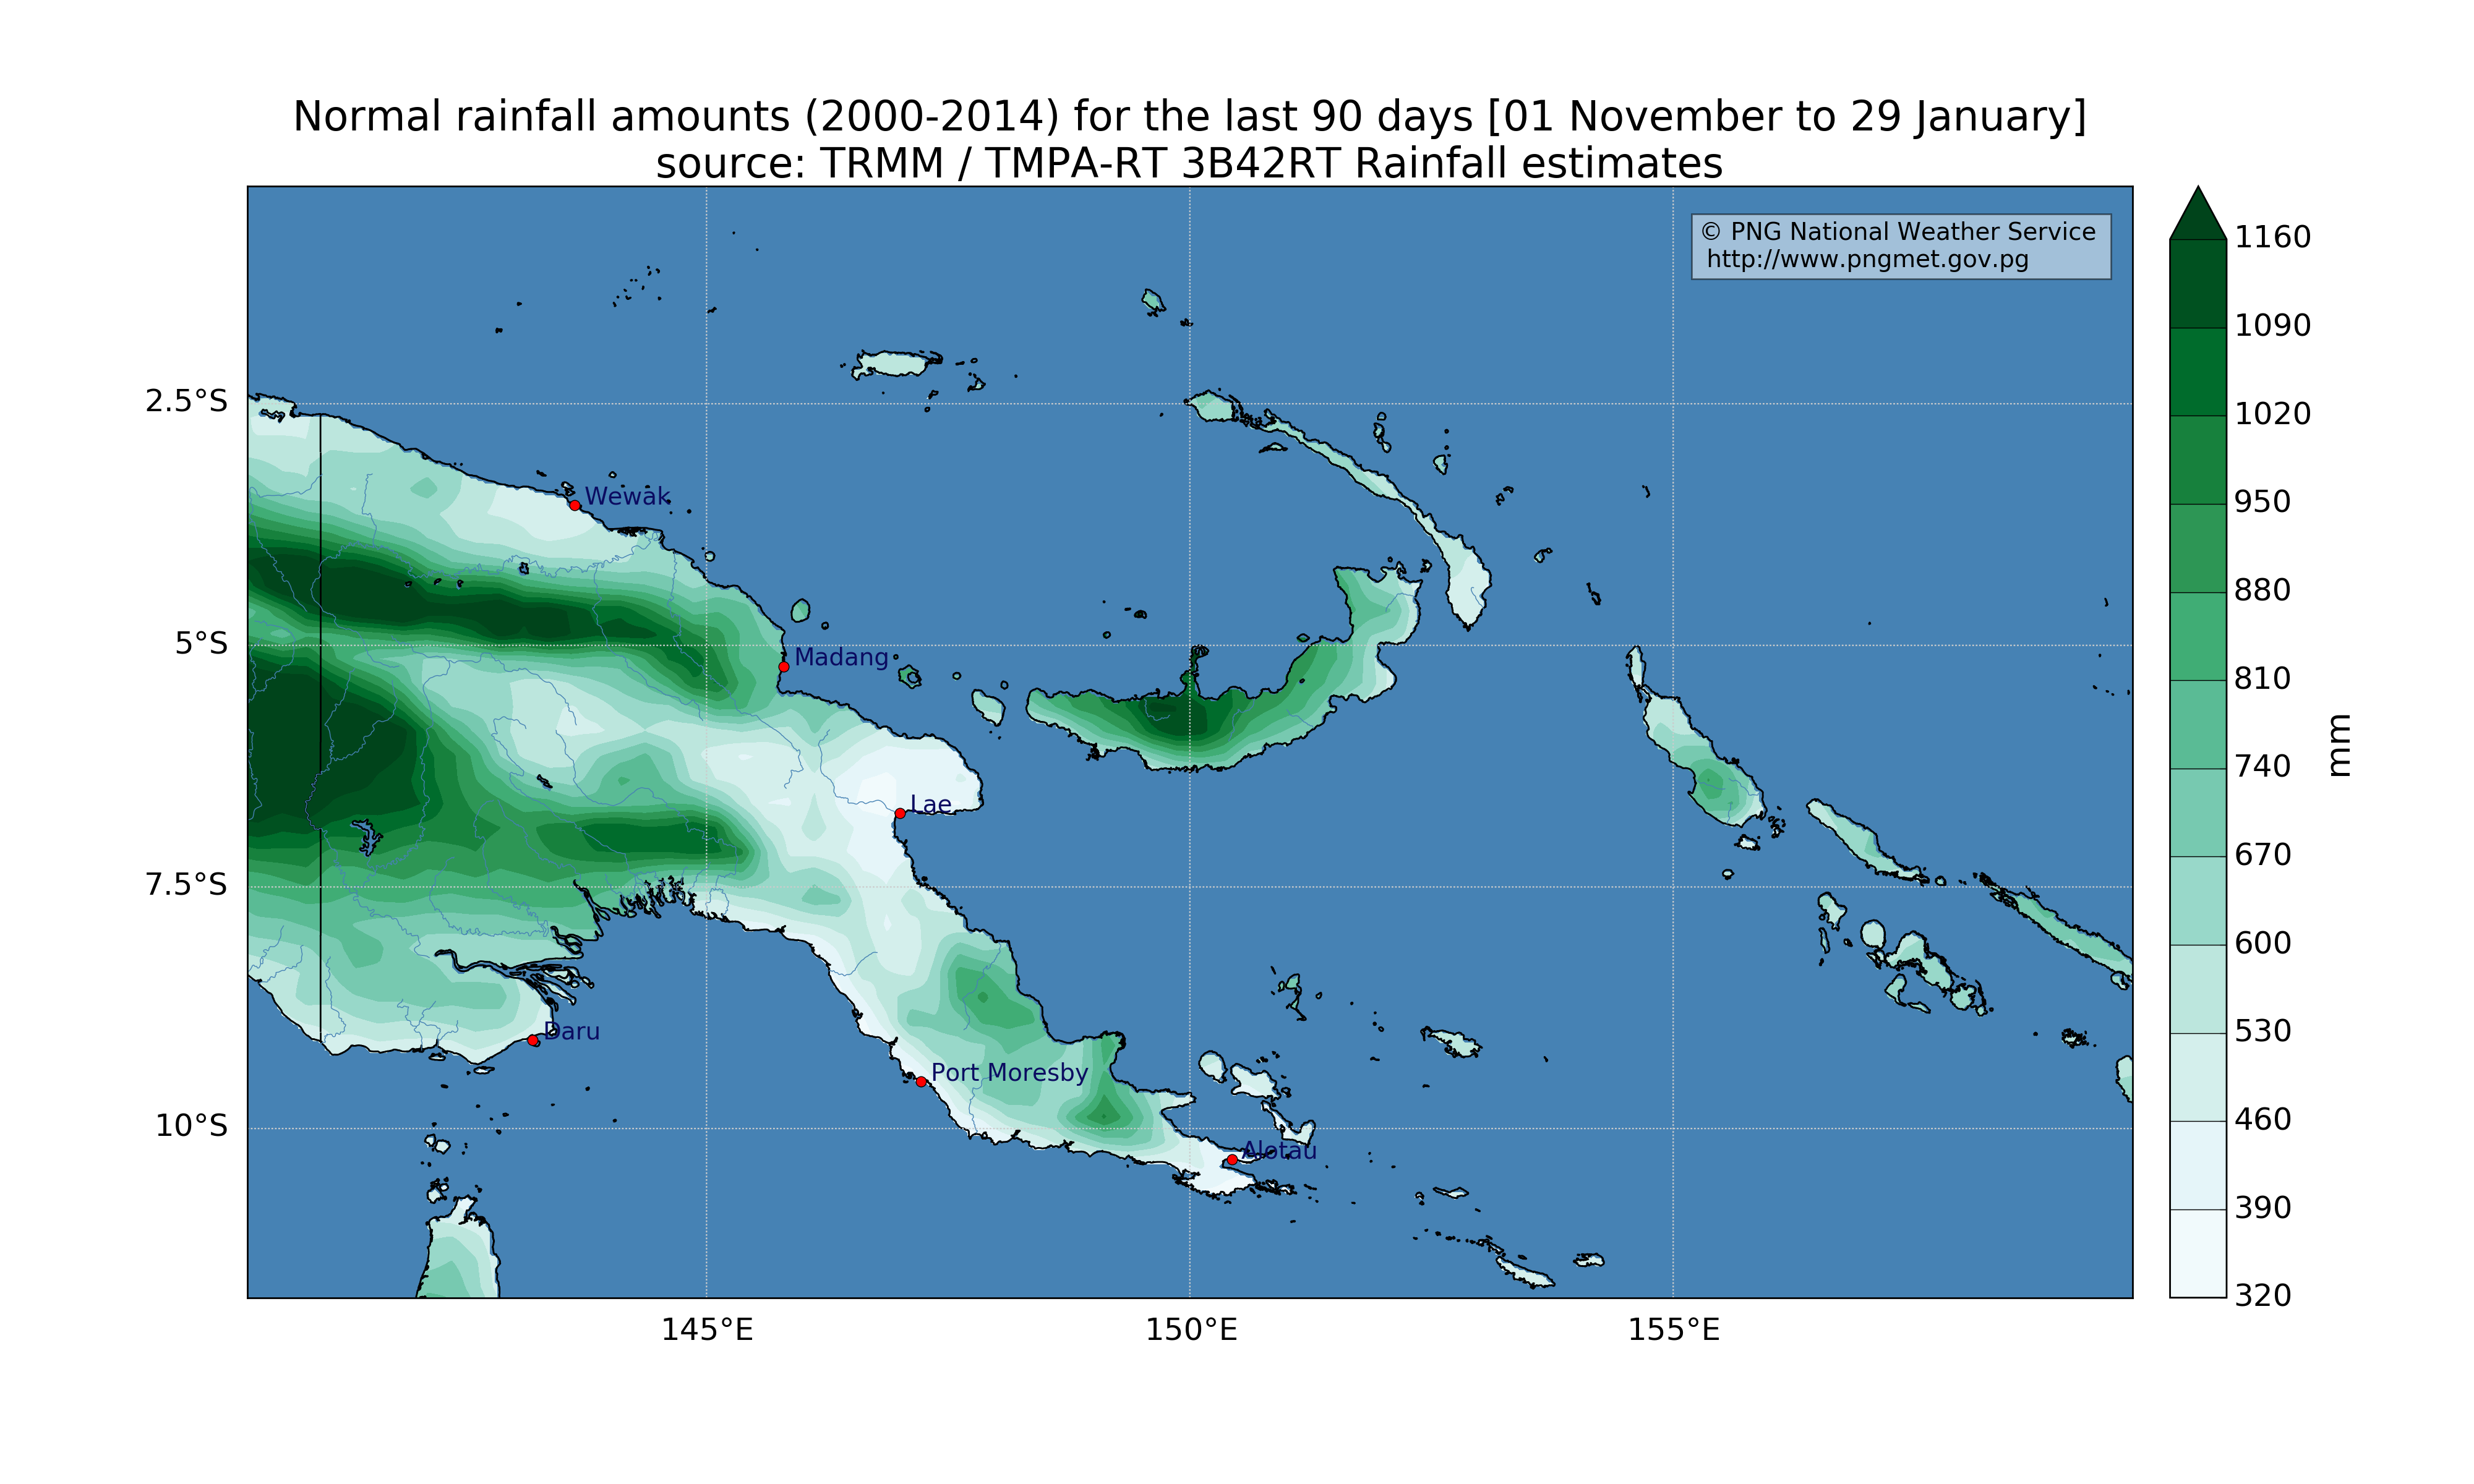 Normal rainfall amounts (2000-2014) for the last 90 days [01 November to 29 January]
source: TRMM / TMPA-RT 3B42RT Rainfall estimates
© PNG National Weather Service
http://www.pngmet.gov.pg
1160
1090
1020
950
880
810
740
670
600
530
460
390
320
mm
2.5°S
5°S
7.5°S
10°S
Wewak
Madang
Lae
Daru
Port Moresby
Alotau
145°E
150°E
155°E